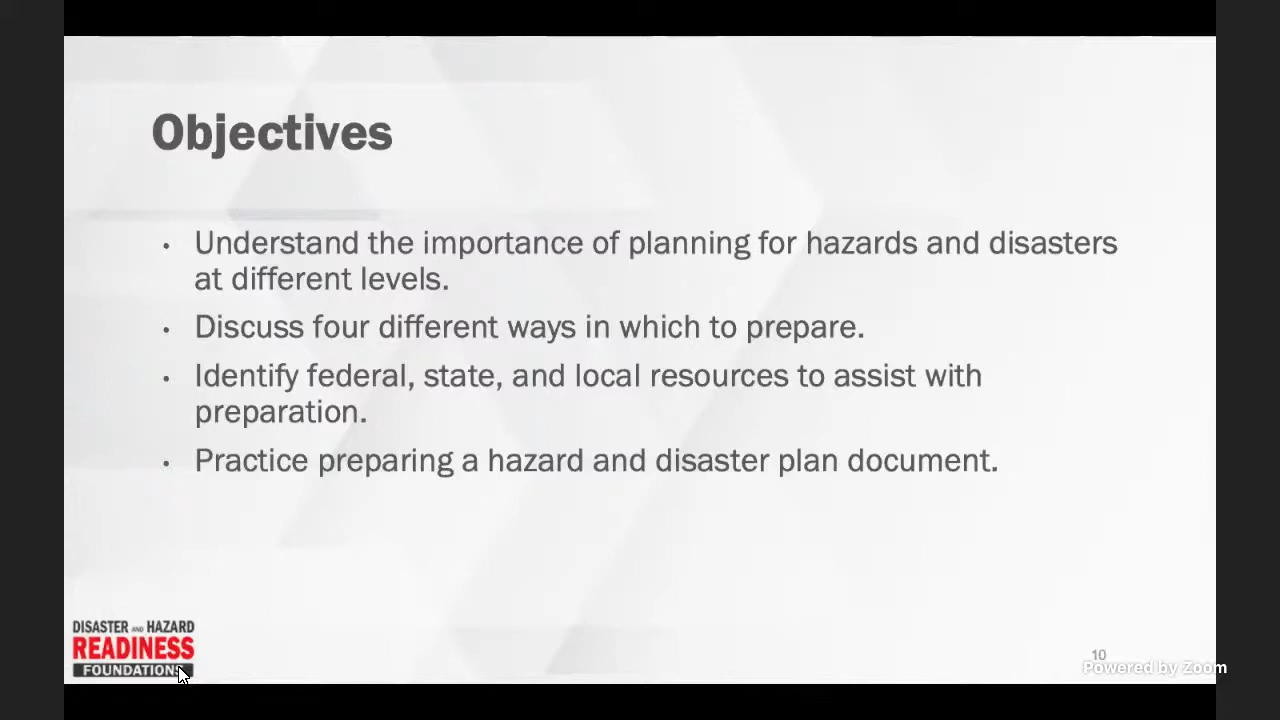 Objectives
• Understand the importance of planning for hazards and disasters
at different levels.
• Discuss four different ways in which to prepare.
• Identify federal, state, and local resources to assist with
preparation.
• Practice preparing a hazard and disaster plan document.
DISASTER AND HAZARD
READINESS
FOUNDATIONS
10
Powered by Zoom